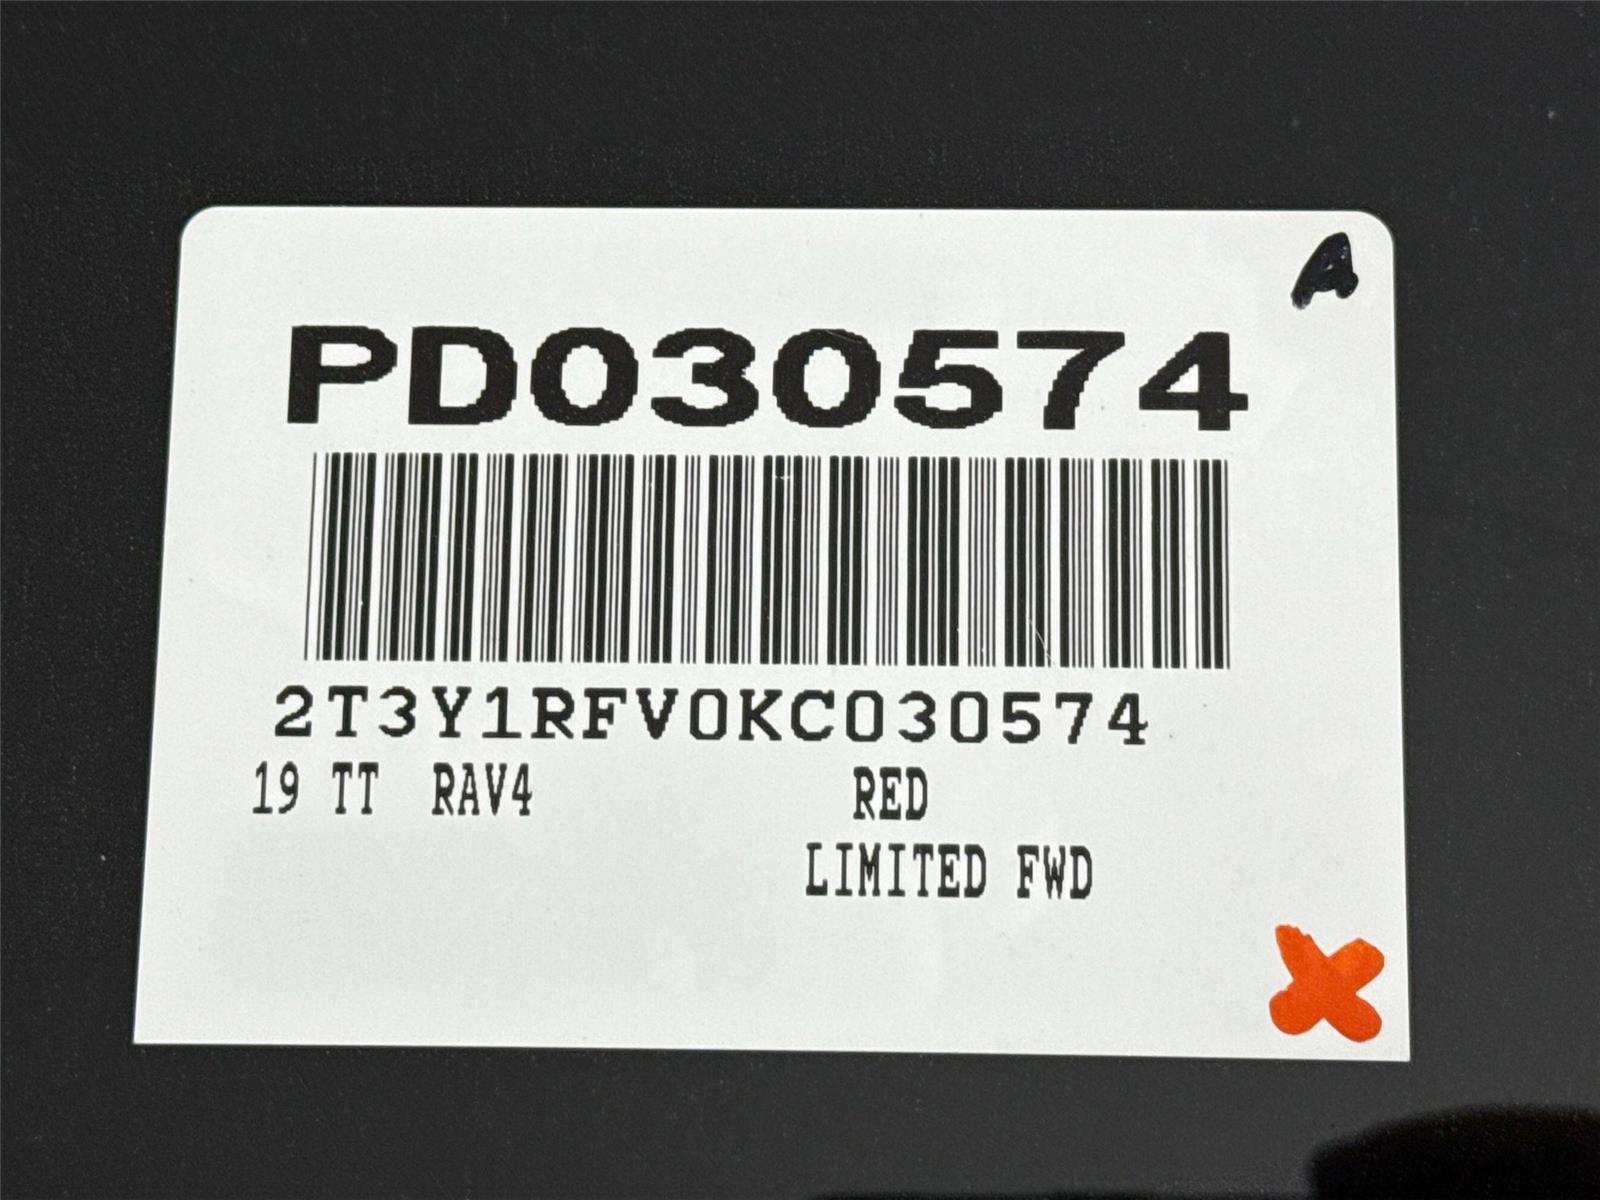 A
PD030574
2T3Y1RFV0KC030574
19 TT RAV4 RED
LIMITED FWD
X